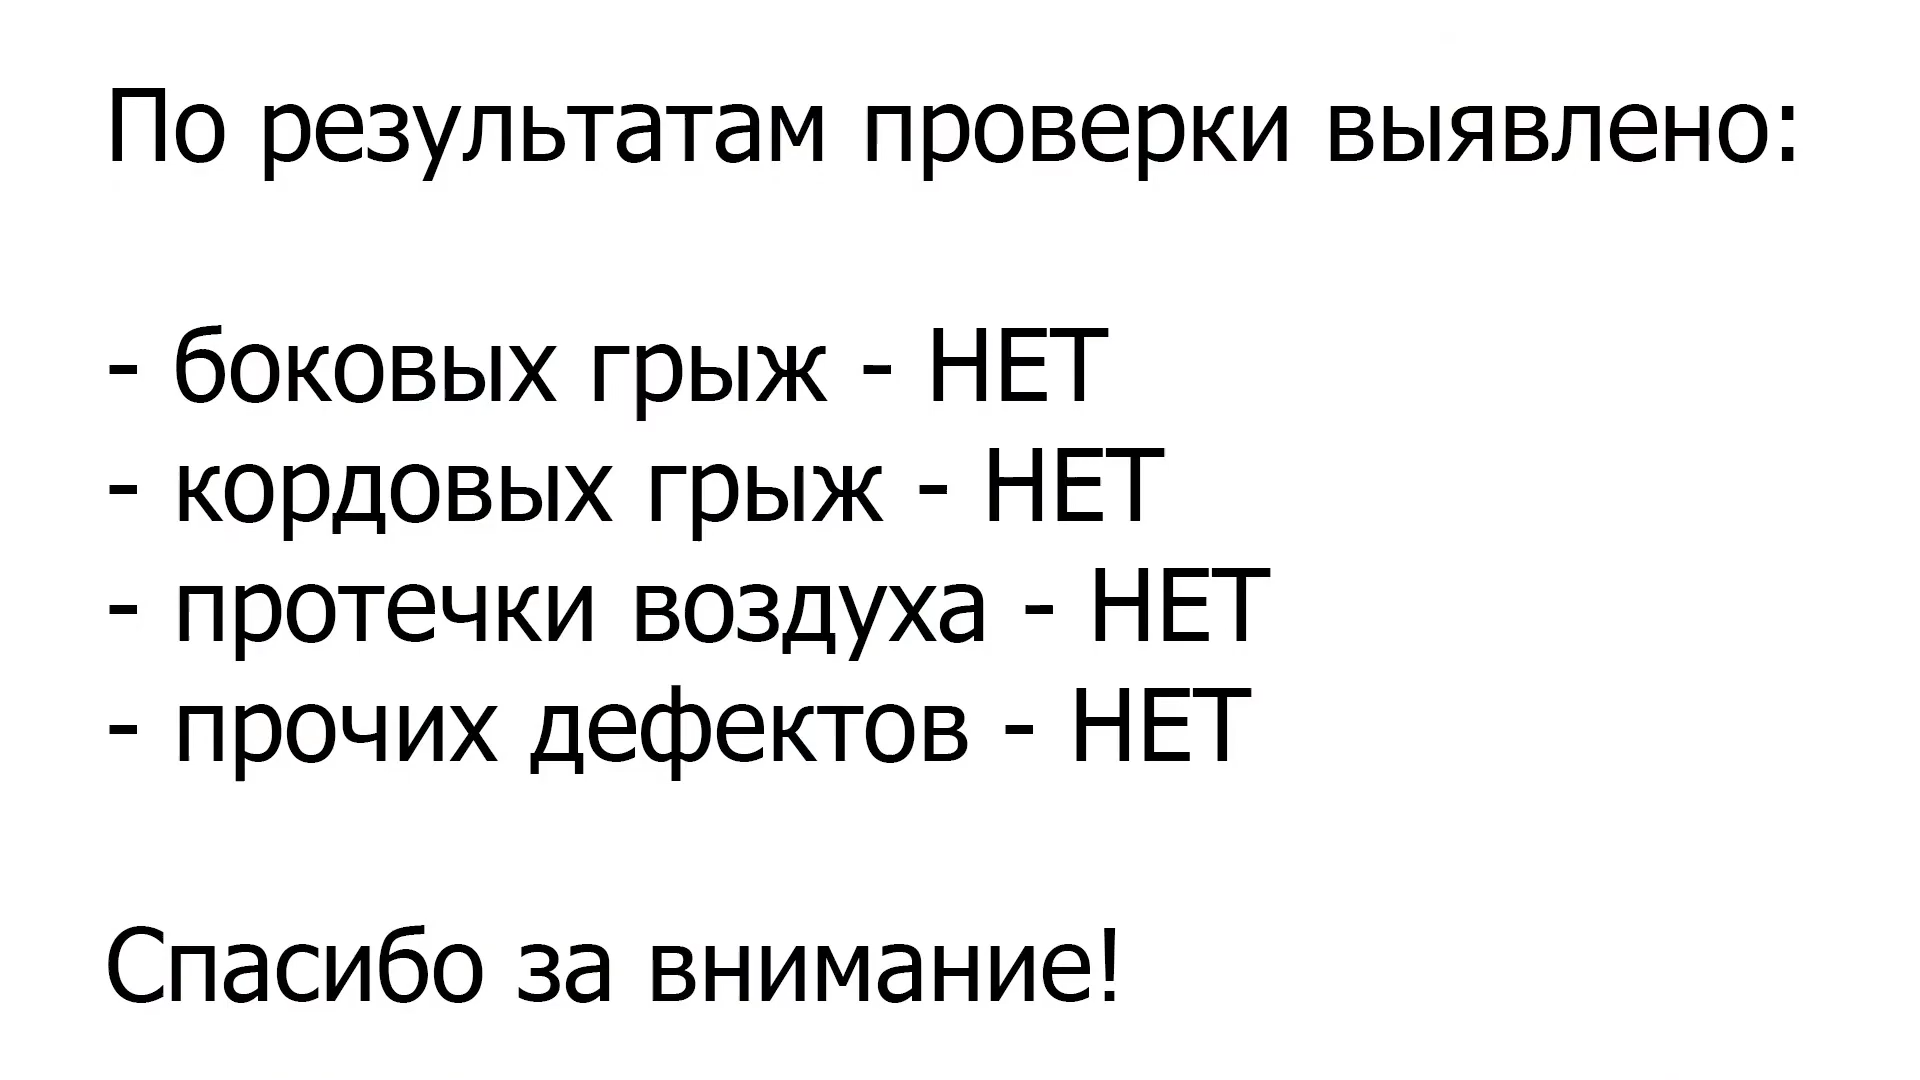 По результатам проверки выявлено:
- боковых грыж - НЕТ
- кордовых грыж - НЕТ
- протечки воздуха - НЕТ
- прочих дефектов - НЕТ
Спасибо за внимание!